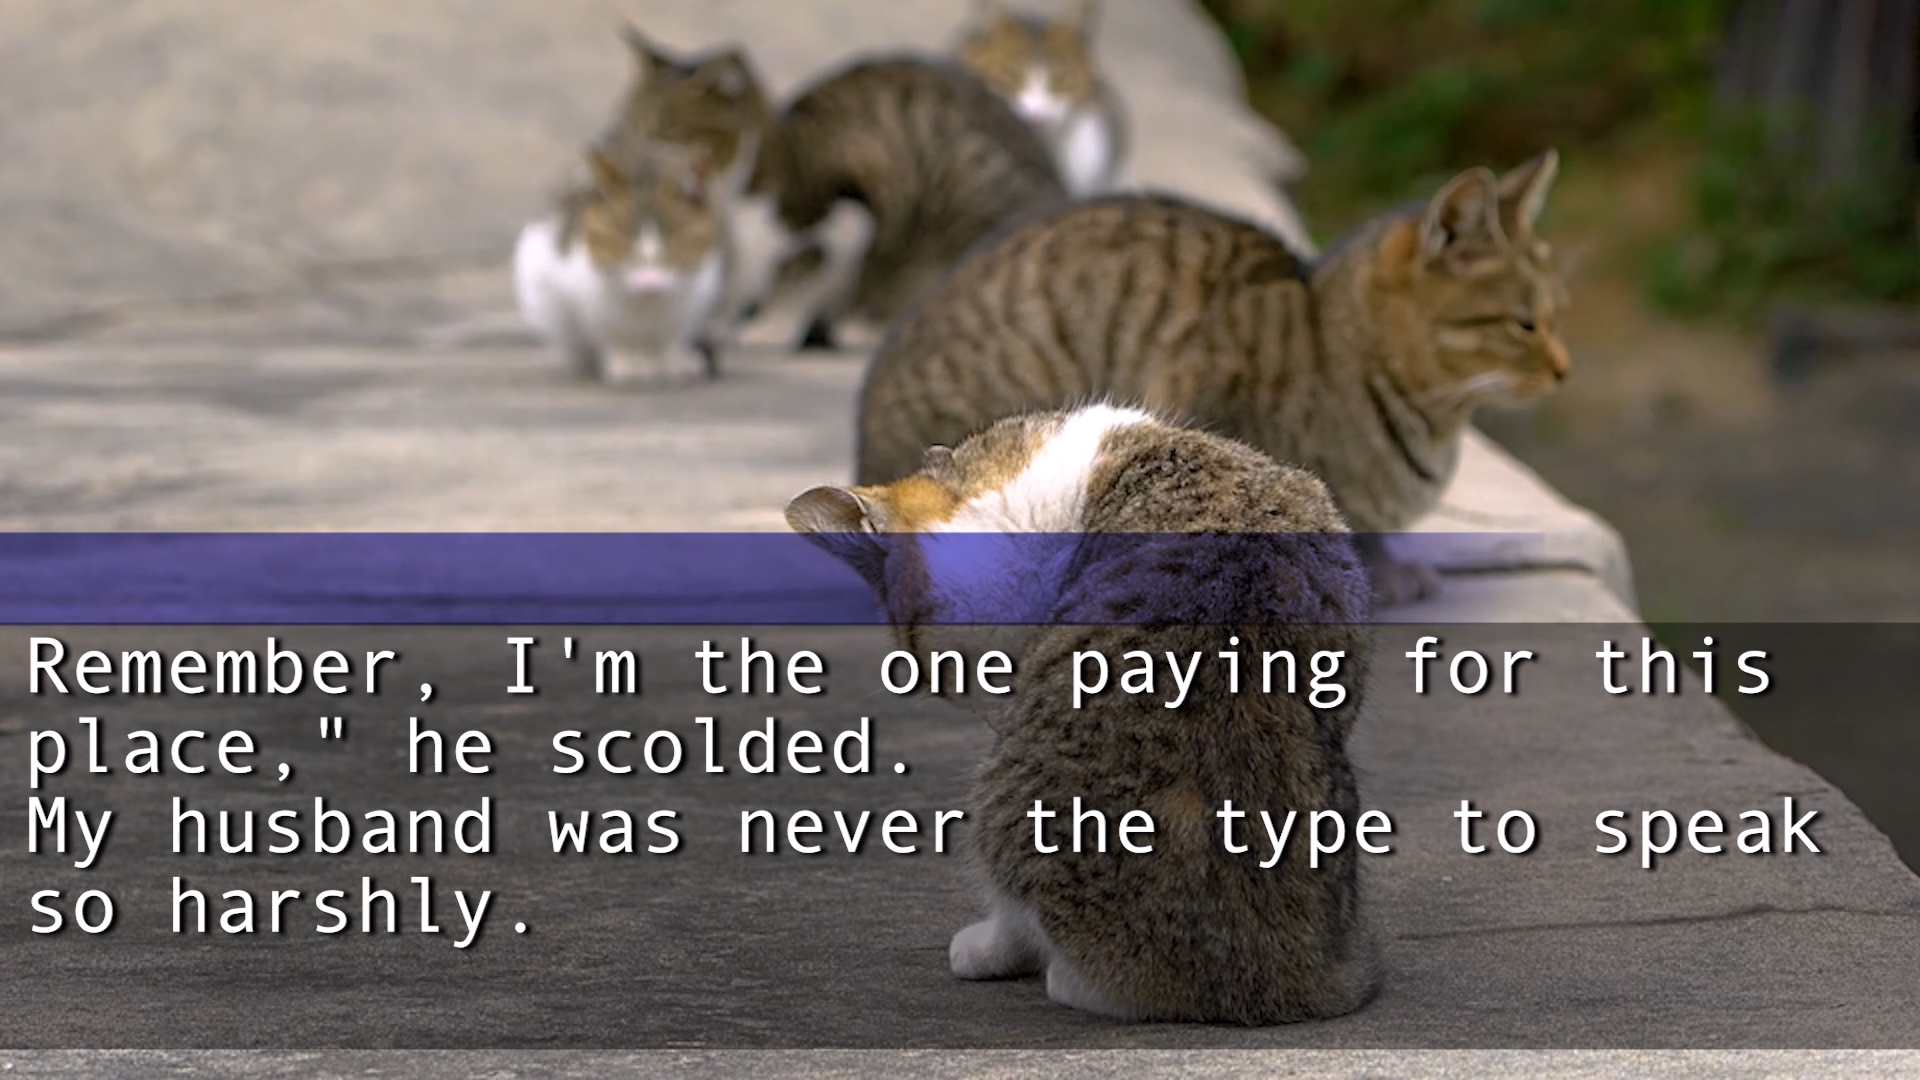 Remember, I'm the one paying for this
place," he scolded.
My husband was never the type to speak
so harshly.